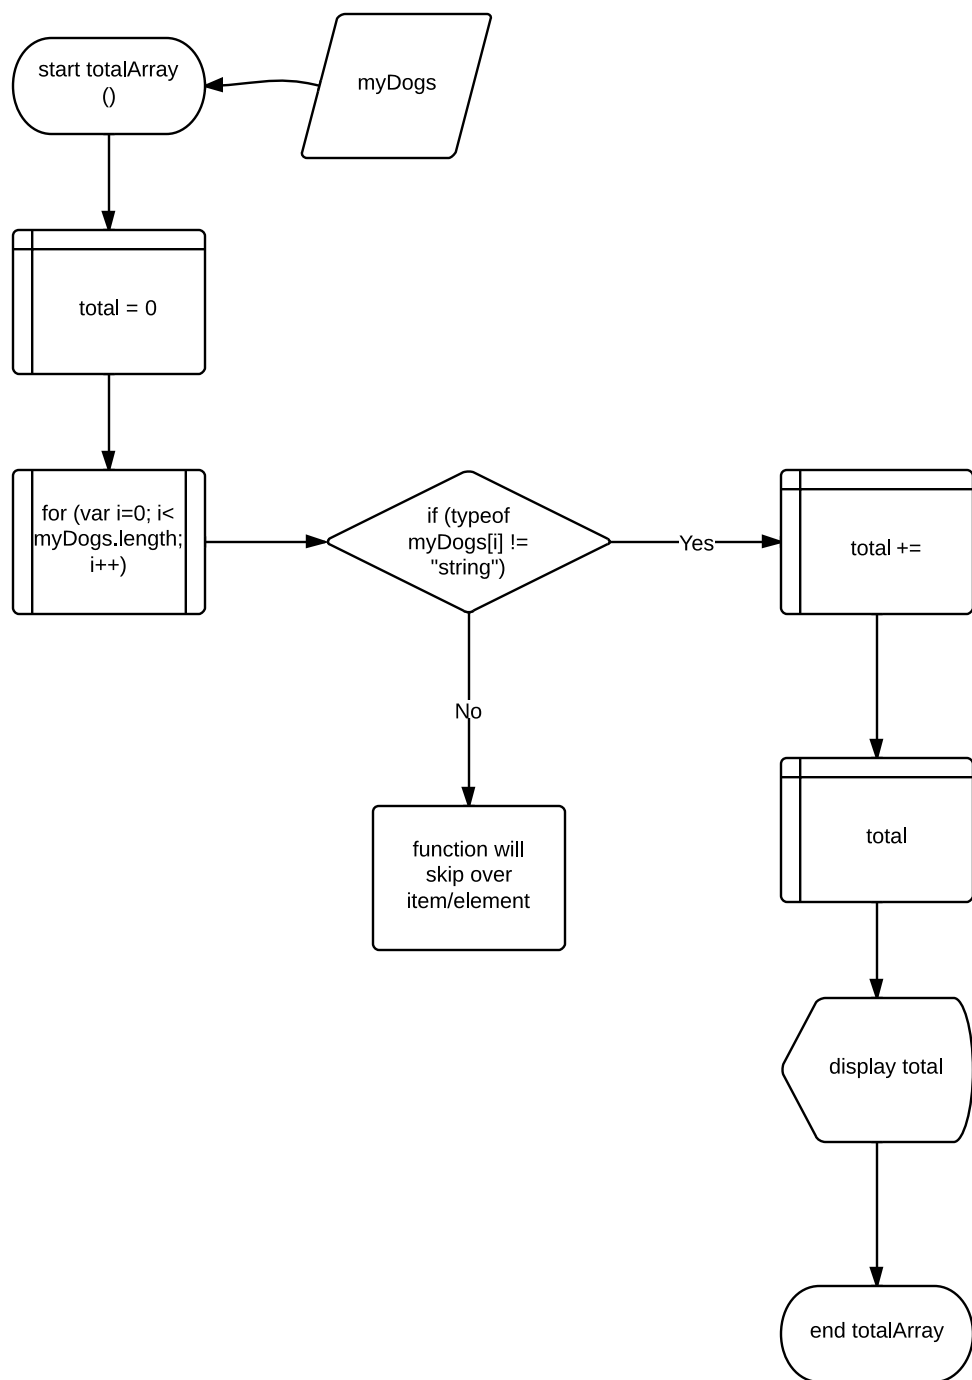 start totalArray
()
myDogs
total = 0
for (var i=0; i<
myDogs.length;
i++)
if (typeof
myDogs[i] !=
"string")
Yes
total +=
No
total
function will
skip over
item/element
display total
end totalArray